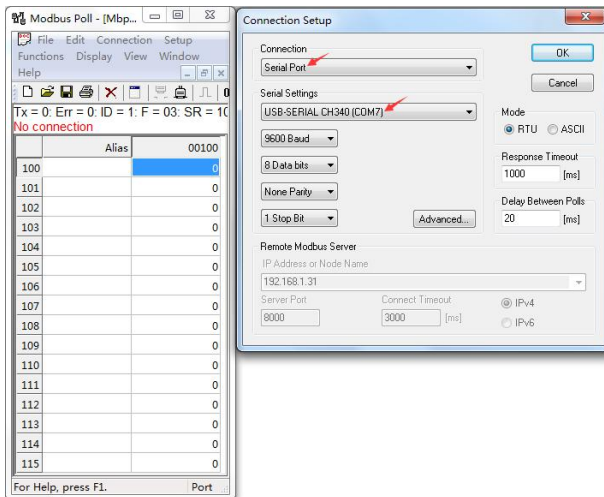 Modbus Poll - [Mbp...
File Edit Connection Setup
Functions Display View Window
Help
Tx = 0: Err = 0: ID = 1: F = 03: SR = 10
No connection
Alias 00100
100 0
101 0
102 0
103 0
104 0
105 0
106 0
107 0
108 0
109 0
110 0
111 0
112 0
113 0
114 0
115 0
For Help, press F1. Port
Connection Setup
Connection
Serial Port
OK
Cancel
Serial Settings
USB-SERIAL CH340 (COM7)
9600 Baud
8 Data bits
None Parity
1 Stop Bit
Advanced...
Mode
RTU ASCII
Response Timeout
1000 [ms]
Delay Between Polls
20 [ms]
Remote Modbus Server
IP Address or Node Name
192.168.1.31
Server Port Connect Timeout
8000 3000 [ms]
IPv4
IPv6